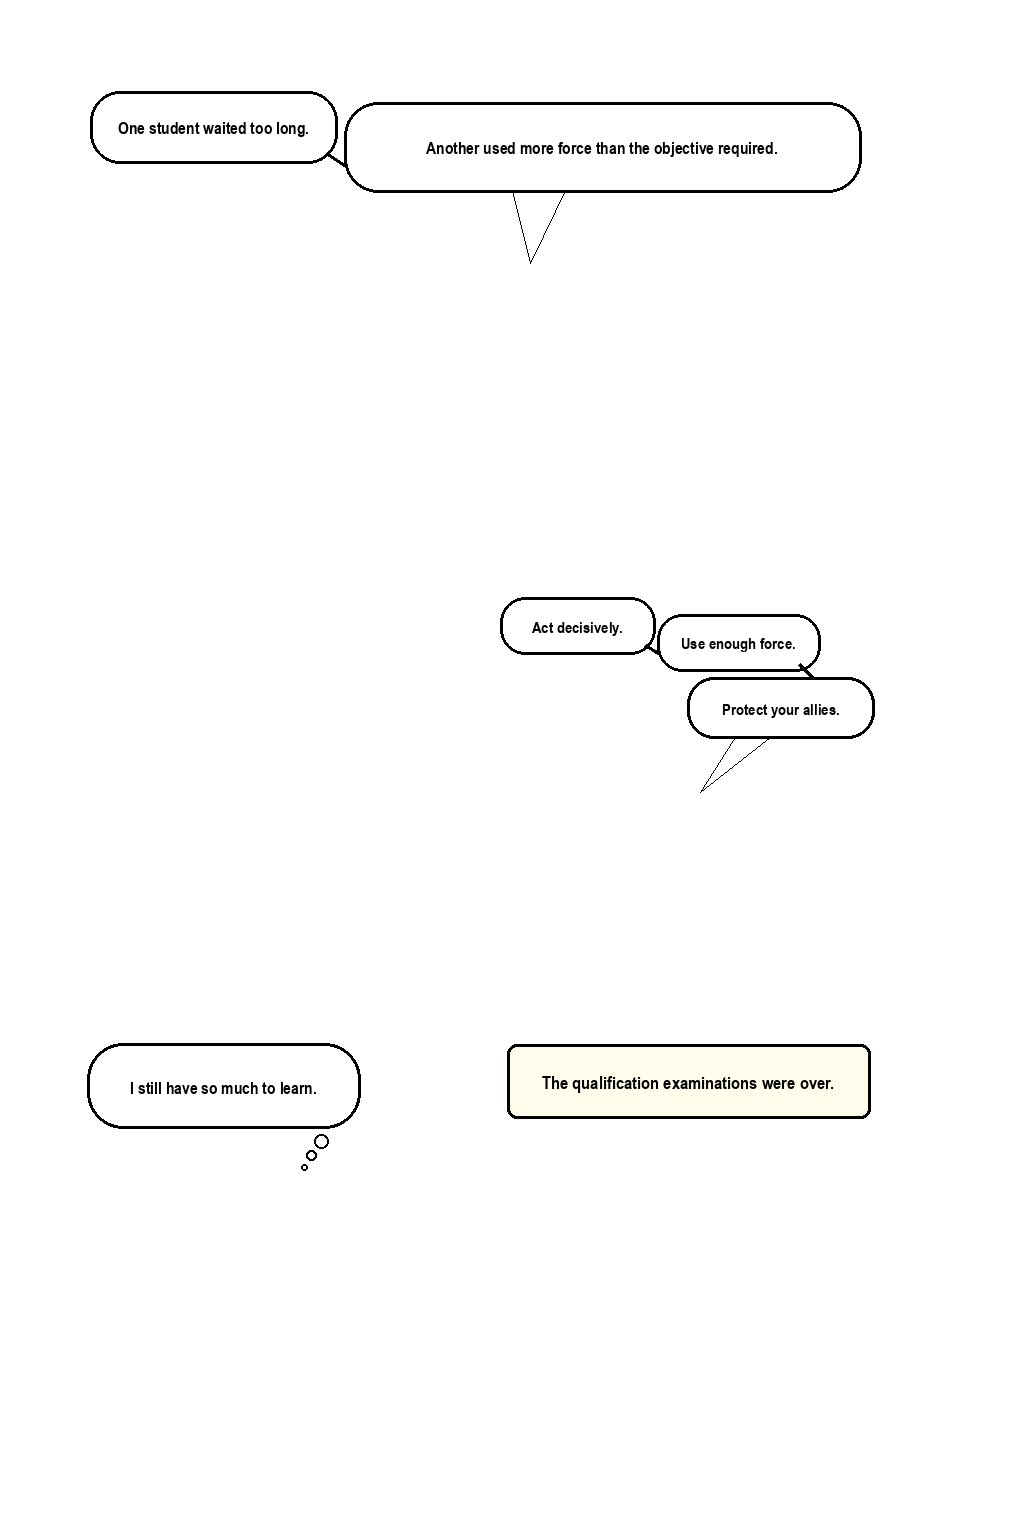 One student waited too long.
Another used more force than the objective required.
Act decisively.
Use enough force.
Protect your allies.
I still have so much to learn.
The qualification examinations were over.